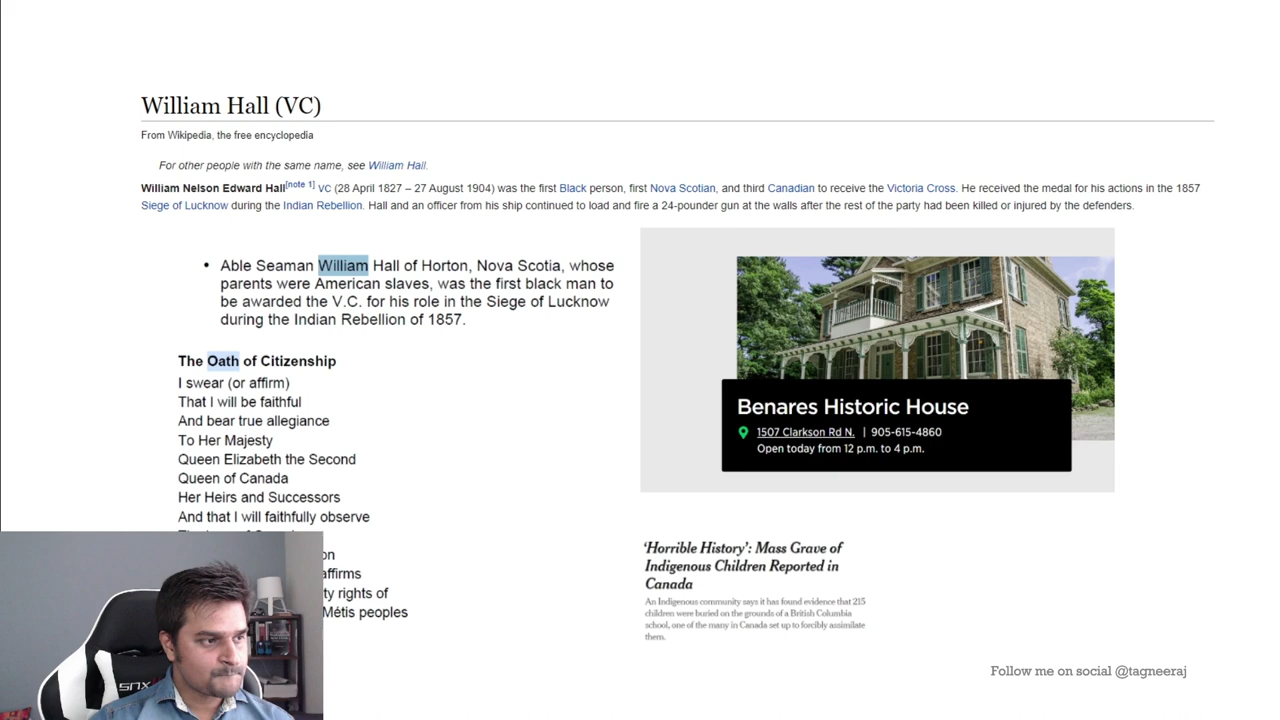 William Hall (VC)
From Wikipedia, the free encyclopedia
For other people with the same name, see William Hall.
William Nelson Edward Hall[note 1] VC (28 April 1827 – 27 August 1904) was the first Black person, first Nova Scotian, and third Canadian to receive the Victoria Cross. He received the medal for his actions in the 1857
Siege of Lucknow during the Indian Rebellion. Hall and an officer from his ship continued to load and fire a 24-pounder gun at the walls after the rest of the party had been killed or injured by the defenders.
• Able Seaman William Hall of Horton, Nova Scotia, whose
parents were American slaves, was the first black man to
be awarded the V.C. for his role in the Siege of Lucknow
during the Indian Rebellion of 1857.
The Oath of Citizenship
I swear (or affirm)
That I will be faithful
And bear true allegiance
To Her Majesty
Queen Elizabeth the Second
Queen of Canada
Her Heirs and Successors
And that I will faithfully observe
on
affirms
ty rights of
Métis peoples
Benares Historic House
1507 Clarkson Rd N. | 905-615-4860
Open today from 12 p.m. to 4 p.m.
‘Horrible History’: Mass Grave of
Indigenous Children Reported in
Canada
An Indigenous community says it has found evidence that 215
children were buried on the grounds of a British Columbia
school, one of the many in Canada set up to forcibly assimilate
them.
Follow me on social @tagneeraj